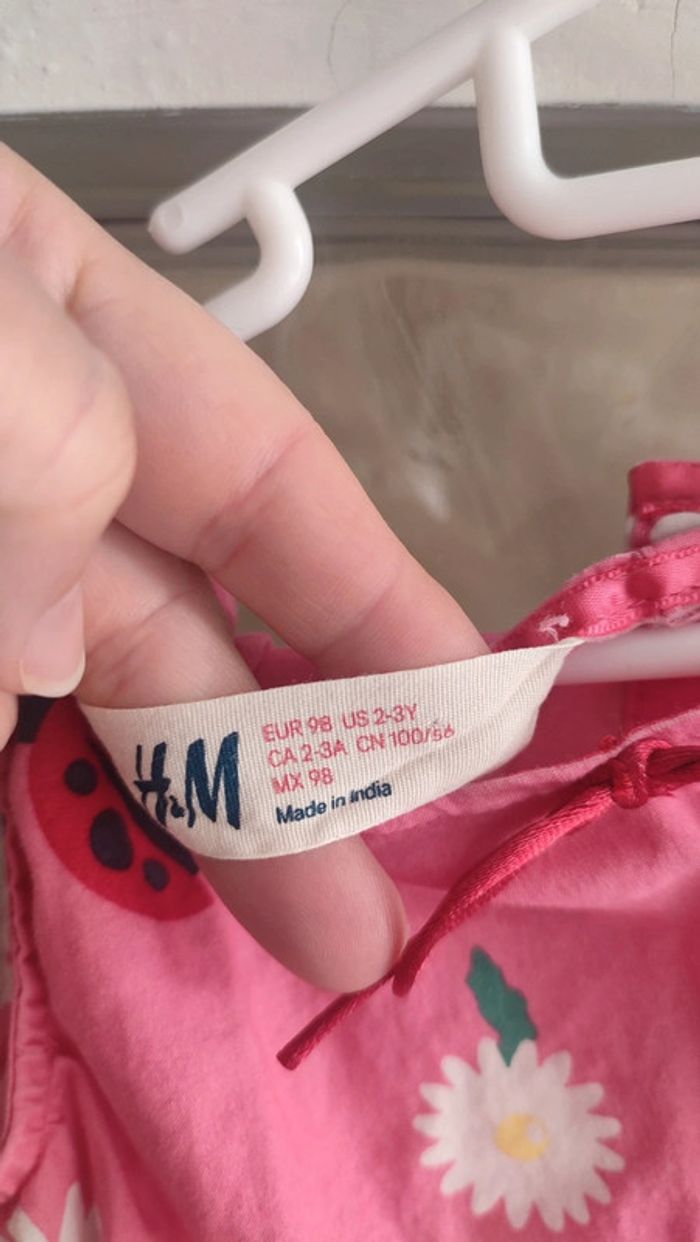 H&M
EUR 98 US 2-3Y
CA 2-3A CN 100/56
MX 98
Made in India